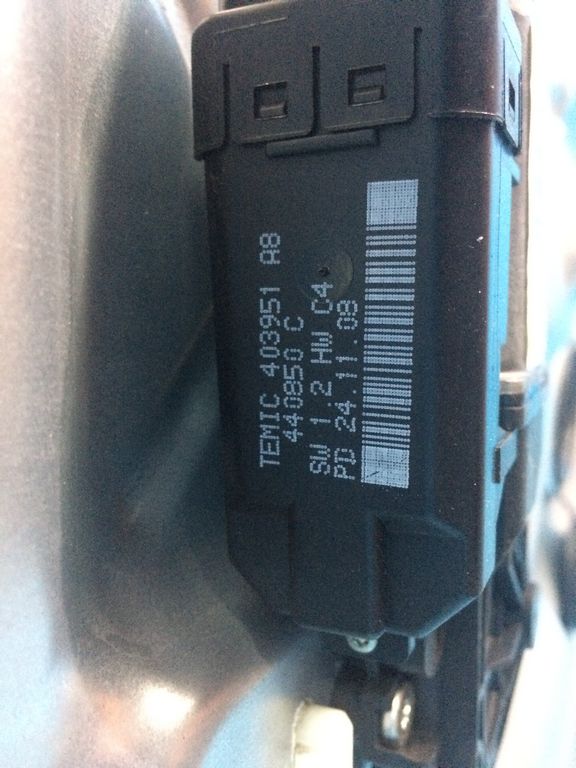 TEMIC 403951 A8
440850 C
SW 1.2 HW C4
PD 24.11.08